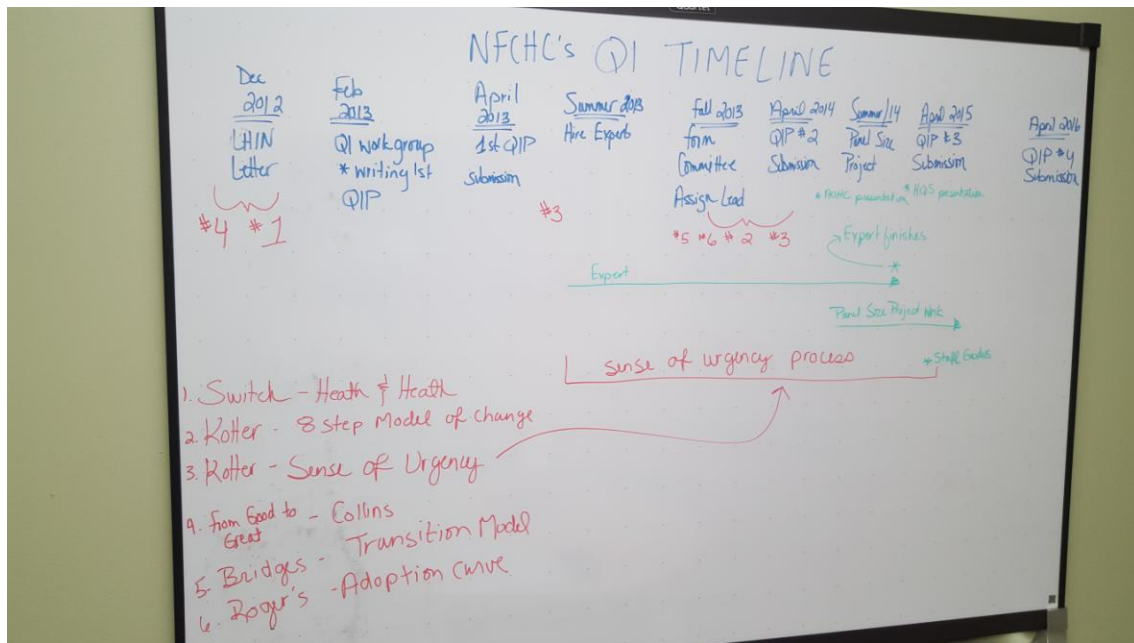 NFCHC's QI TIMELINE
Dec
2012
LHIN
Letter
#4 #1
Feb
2013
QI workgroup
* writing 1st
QIP
April
2013
1st QIP
Submission
Summer 2013
Hire Expert
#3
Fall 2013
form
Committee
Assign Lead
April 2014
QIP #2
Submission
#5 #6 #2 #3
Summer/14
Panel Size
Project
April 2015
QIP #3
Submission
* presentation
* HQS presentation
April 2016
QIP #4
Submission
Expert finishes
*
Expert
Panel Size Project Work
sense of urgency process
* Staff
1. Switch - Heath & Heath
2. Kotter - 8 step Model of Change
3. Kotter - Sense of Urgency
4. From Good to - Collins
Great
5. Bridges - Transition Model
6. Roger's - Adoption Curve